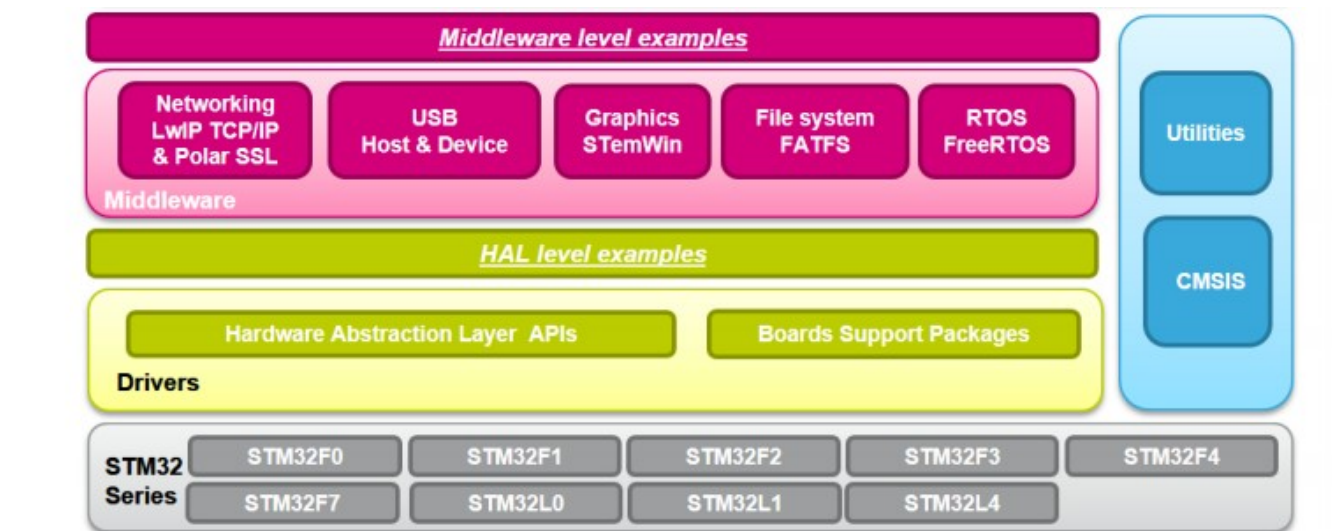 Middleware level examples
Networking
LwIP TCP/IP
& Polar SSL
USB
Host & Device
Graphics
STemWin
File system
FATFS
RTOS
FreeRTOS
Middleware
Utilities
HAL level examples
CMSIS
Hardware Abstraction Layer APIs
Boards Support Packages
Drivers
STM32
Series
STM32F0
STM32F1
STM32F2
STM32F3
STM32F4
STM32F7
STM32L0
STM32L1
STM32L4